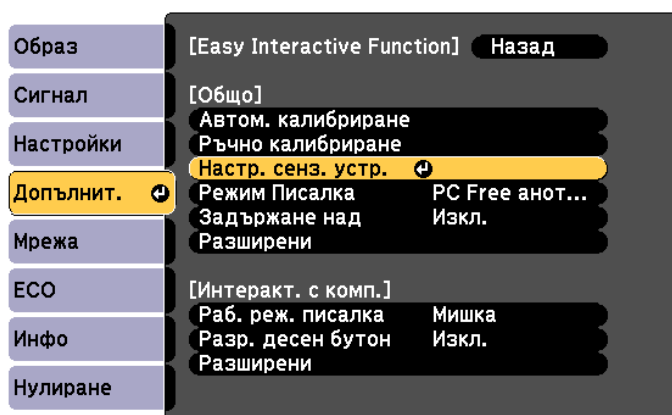 Образ
Сигнал
Настройки
Допълнит.
Мрежа
ECO
Инфо
Нулиране
[Easy Interactive Function] Назад
[Общо]
Автом. калибриране
Ръчно калибриране
Настр. сенз. устр.
Режим Писалка PC Free анот...
Задържане над Изкл.
Разширени
[Интеракт. с комп.]
Раб. реж. писалка Мишка
Разр. десен бутон Изкл.
Разширени